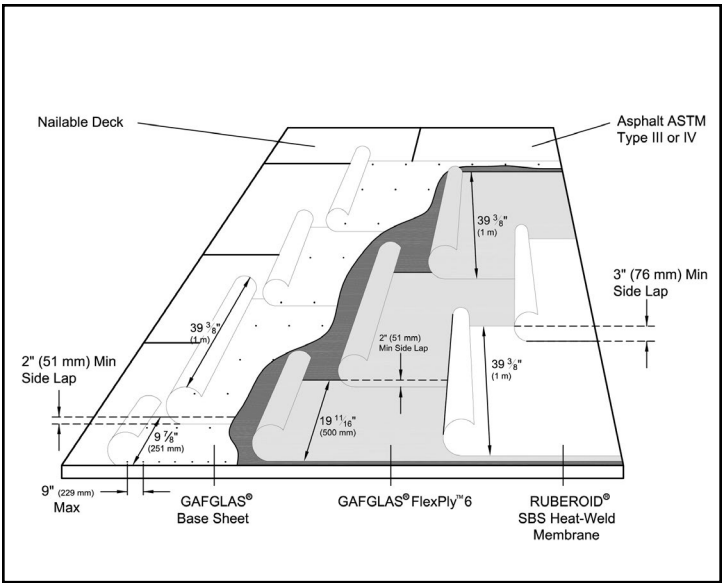 Nailable Deck
Asphalt ASTM
Type III or IV
39 3/8"
(1 m)
3" (76 mm) Min
Side Lap
39 3/8"
(1 m)
2" (51 mm)
Min Side Lap
2" (51 mm) Min
Side Lap
39 3/8"
(1 m)
19 11/16"
(500 mm)
9 7/8"
(251 mm)
9" (229 mm)
Max
GAFGLAS®
Base Sheet
GAFGLAS® FlexPly™ 6
RUBEROID®
SBS Heat-Weld
Membrane